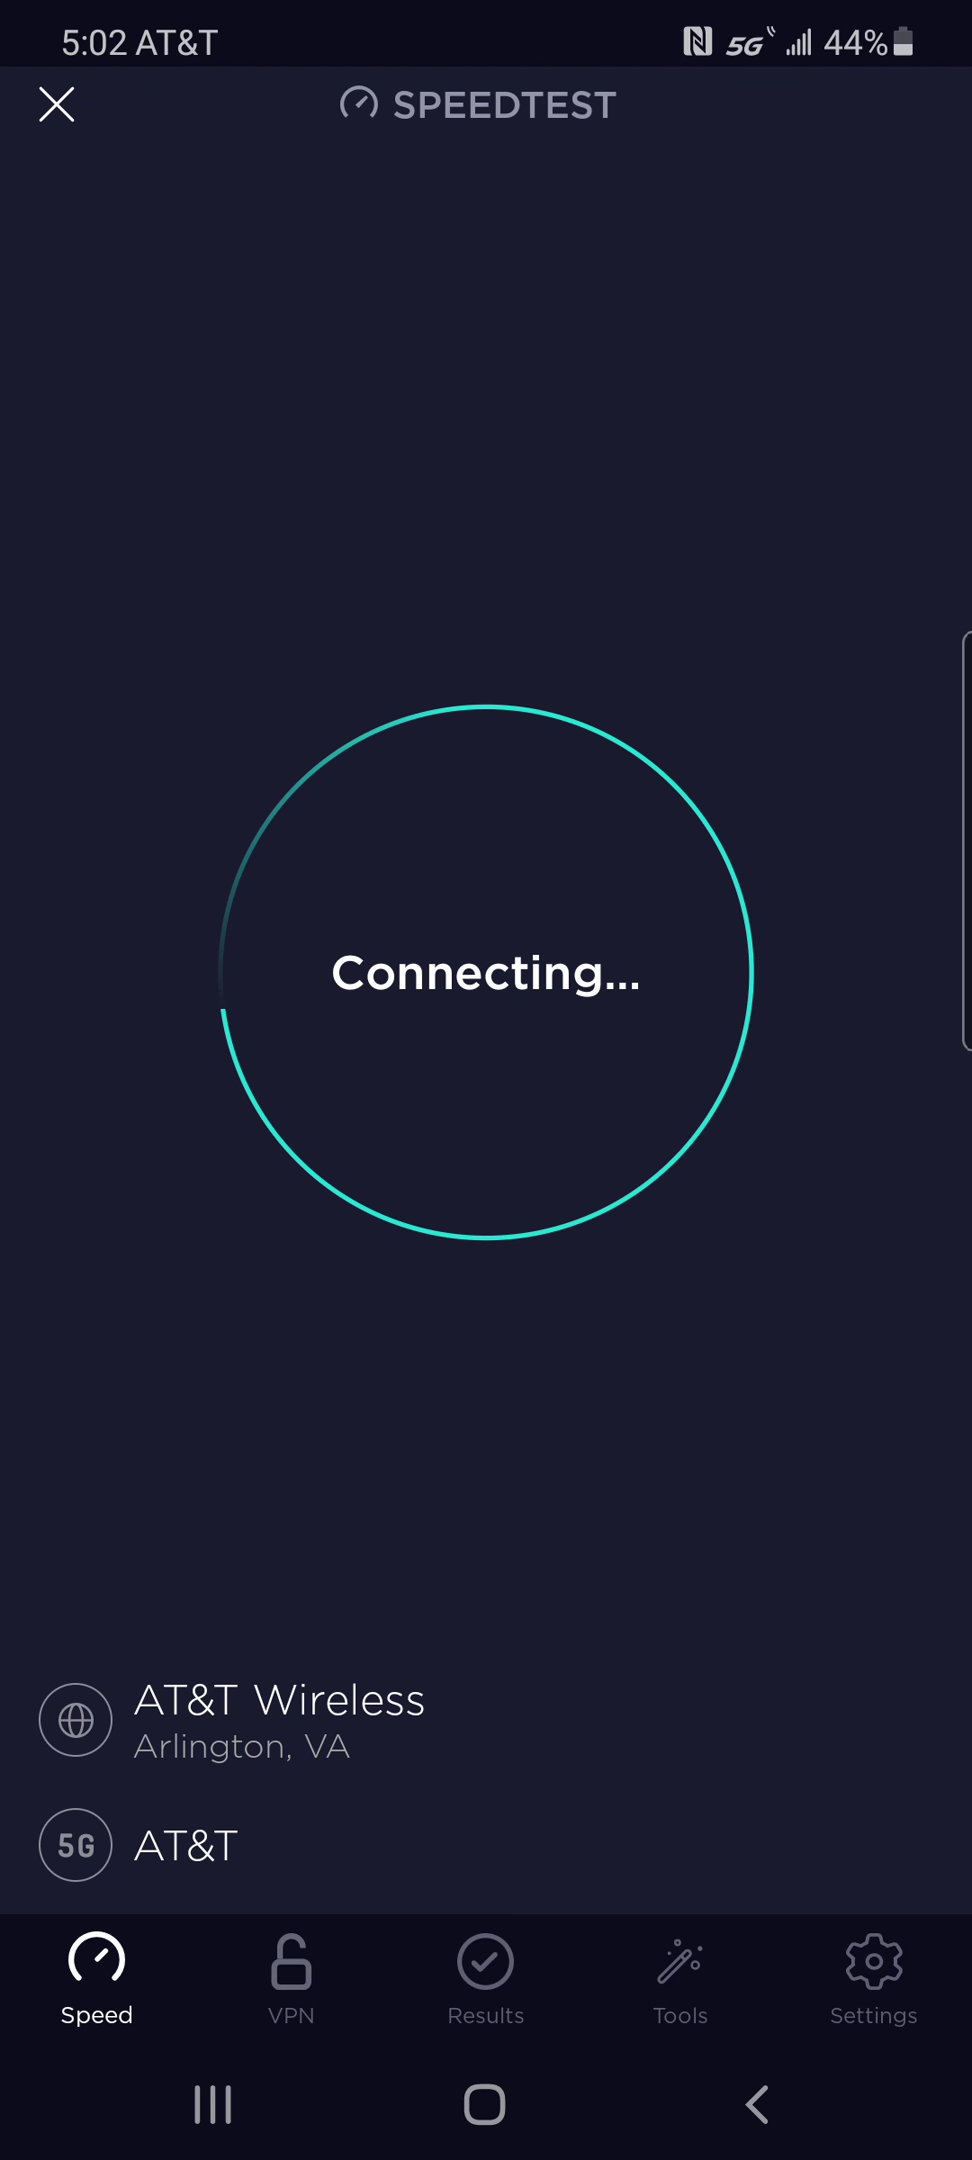 5:02 AT&T 5G 44%
SPEEDTEST
Connecting...
AT&T Wireless
Arlington, VA
5G AT&T
Speed VPN Results Tools Settings